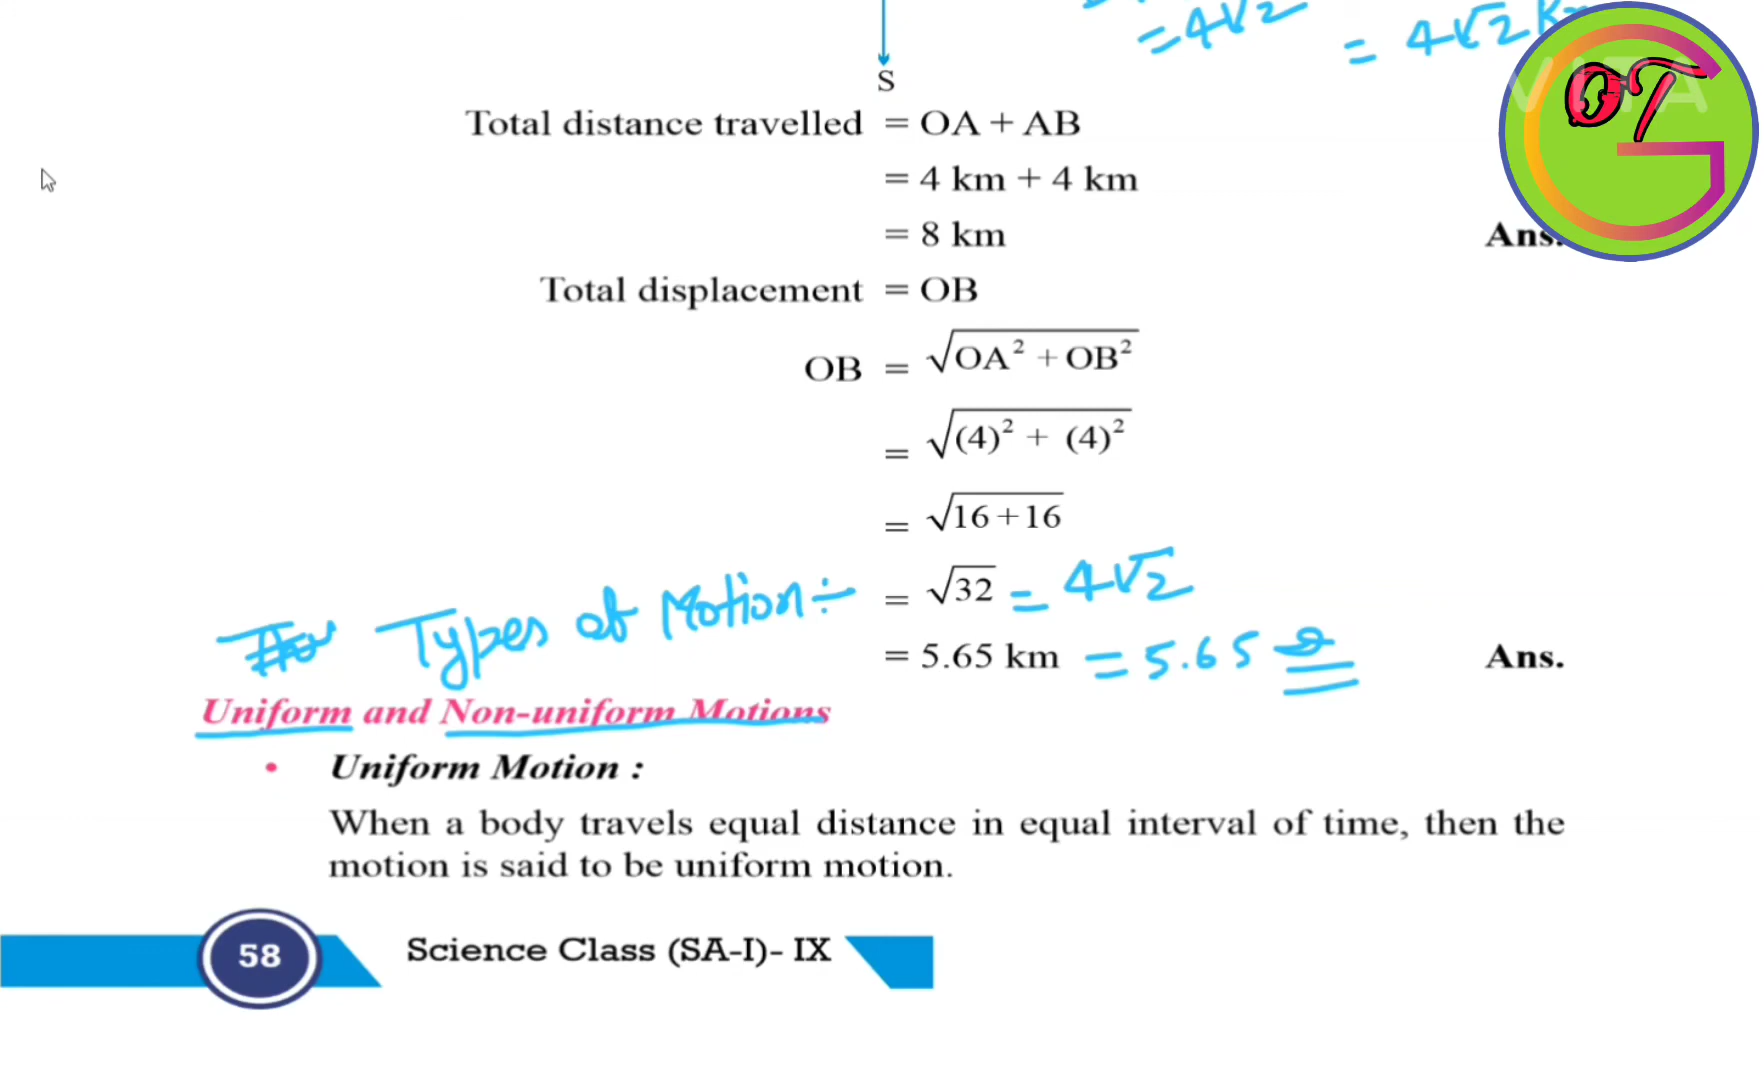 = 4√2 = 4√2 K
S
Total distance travelled = OA + AB
= 4 km + 4 km
= 8 km Ans.
Total displacement = OB
OB = √OA² + OB²
= √(4)² + (4)²
= √16+16
= √32 = 4√2
Types of Motion :-
= 5.65 km = 5.65 Ans.
Uniform and Non-uniform Motions
• Uniform Motion :
When a body travels equal distance in equal interval of time, then the
motion is said to be uniform motion.
58 Science Class (SA-I)- IX
VITA
OTG